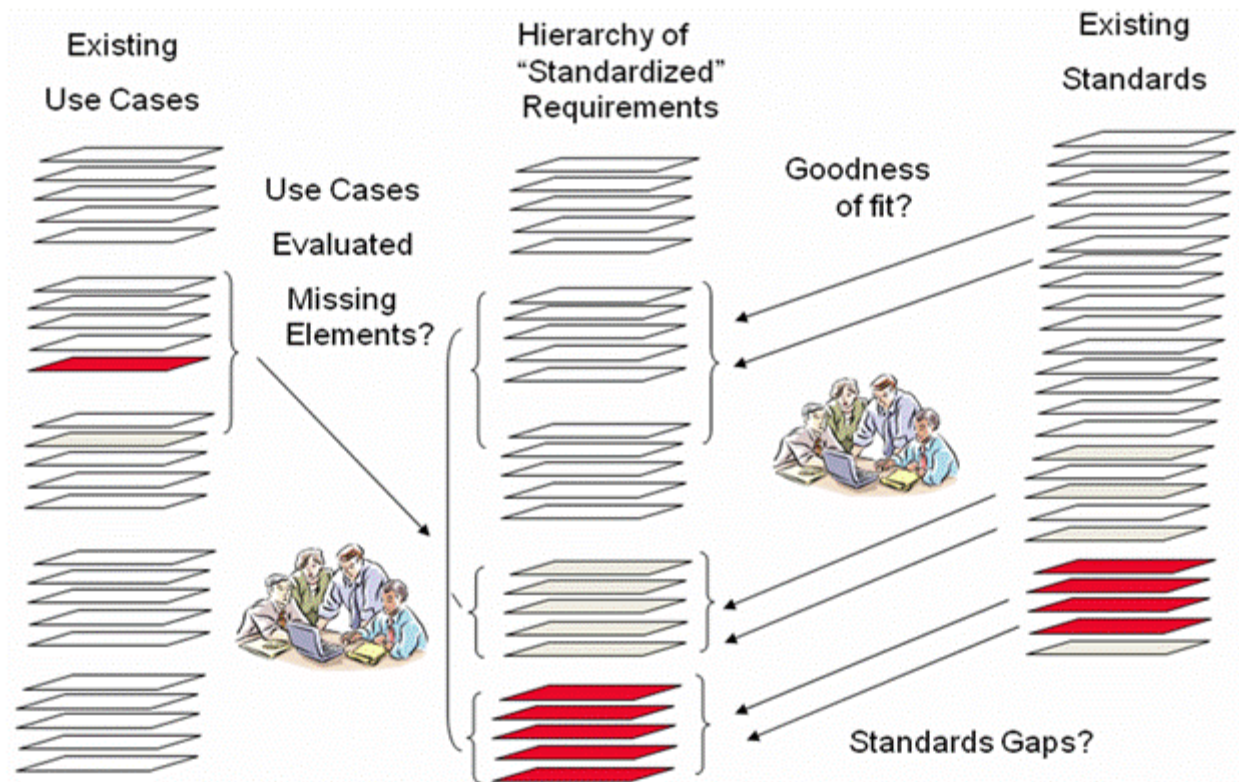 Existing
Use Cases
Hierarchy of
“Standardized”
Requirements
Existing
Standards
Use Cases
Evaluated
Missing
Elements?
Goodness
of fit?
Standards Gaps?